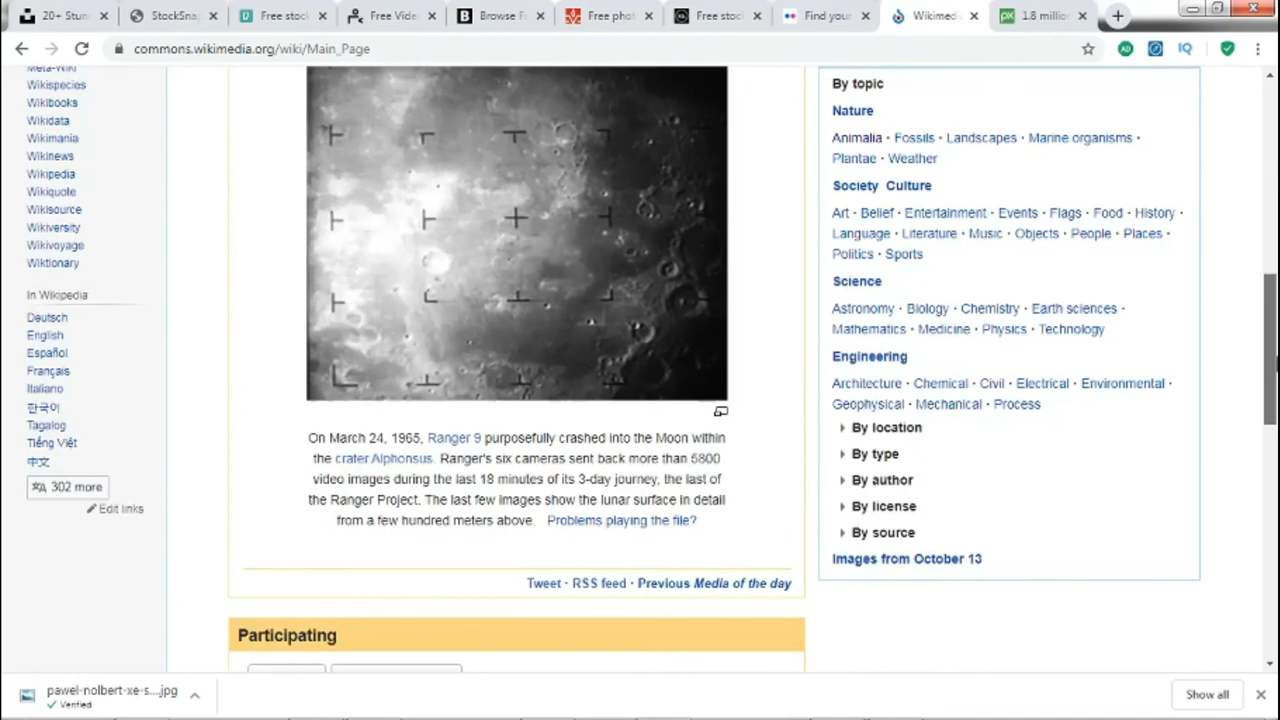 20+ Stun
StockSna
Free stoc
Free Vide
Browse F
Free phot
Free stoc
Find your
Wikimed
1.8 millio
commons.wikimedia.org/wiki/Main_Page
Meta-Wiki
Wikispecies
Wikibooks
Wikidata
Wikimania
Wikinews
Wikipedia
Wikiquote
Wikisource
Wikiversity
Wikivoyage
Wiktionary
In Wikipedia
Deutsch
English
Español
Français
Italiano
한국어
Tagalog
Tiếng Việt
中文
302 more
Edit links
On March 24, 1965, Ranger 9 purposefully crashed into the Moon within
the crater Alphonsus. Ranger's six cameras sent back more than 5800
video images during the last 18 minutes of its 3-day journey, the last of
the Ranger Project. The last few images show the lunar surface in detail
from a few hundred meters above. Problems playing the file?
Tweet · RSS feed · Previous Media of the day
Participating
By topic
Nature
Animalia · Fossils · Landscapes · Marine organisms ·
Plantae · Weather
Society Culture
Art · Belief · Entertainment · Events · Flags · Food · History ·
Language · Literature · Music · Objects · People · Places ·
Politics · Sports
Science
Astronomy · Biology · Chemistry · Earth sciences ·
Mathematics · Medicine · Physics · Technology
Engineering
Architecture · Chemical · Civil · Electrical · Environmental ·
Geophysical · Mechanical · Process
By location
By type
By author
By license
By source
Images from October 13
pawel-nolbert-xe-s....jpg
Verified
Show all